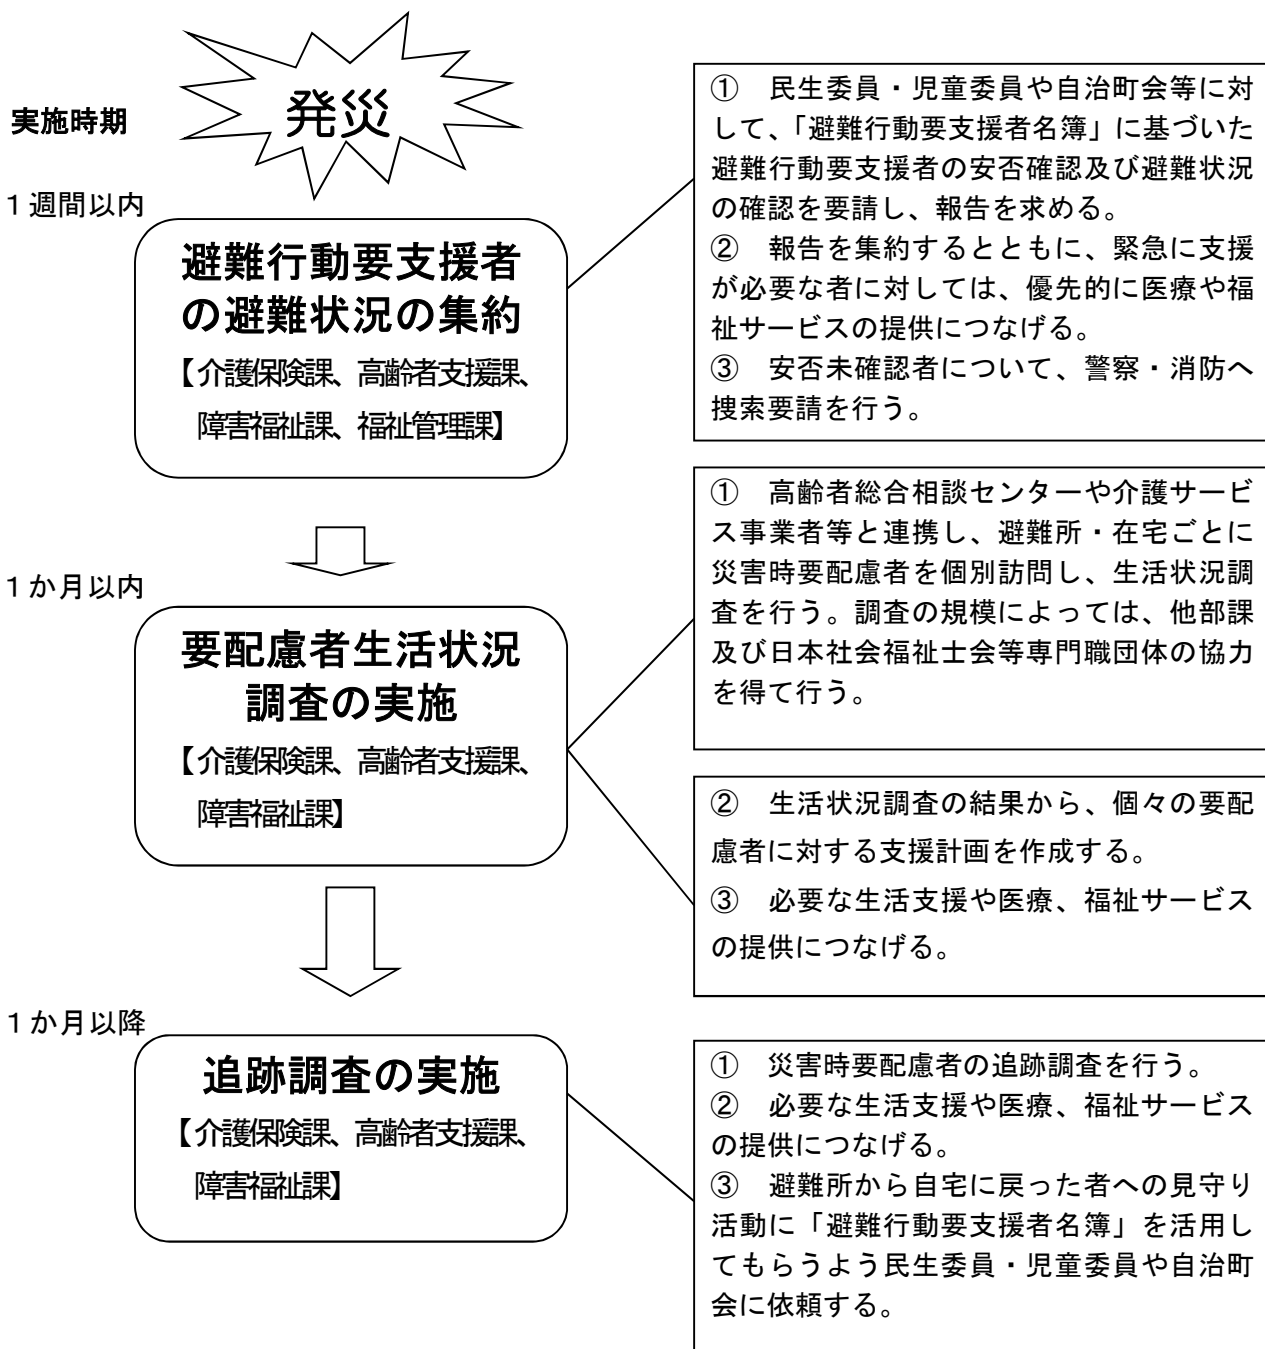 発災
実施時期
１週間以内
避難行動要支援者
の避難状況の集約
【介護保険課、高齢者支援課、
障害福祉課、福祉管理課】
① 民生委員・児童委員や自治町会等に対
して、「避難行動要支援者名簿」に基づいた
避難行動要支援者の安否確認及び避難状況
の確認を要請し、報告を求める。
② 報告を集約するとともに、緊急に支援
が必要な者に対しては、優先的に医療や福
祉サービスの提供につなげる。
③ 安否未確認者について、警察・消防へ
捜索要請を行う。
１か月以内
要配慮者生活状況
調査の実施
【介護保険課、高齢者支援課、
障害福祉課】
① 高齢者総合相談センターや介護サービ
ス事業者等と連携し、避難所・在宅ごとに
災害時要配慮者を個別訪問し、生活状況調
査を行う。調査の規模によっては、他部課
及び日本社会福祉士会等専門職団体の協力
を得て行う。
② 生活状況調査の結果から、個々の要配
慮者に対する支援計画を作成する。
③ 必要な生活支援や医療、福祉サービス
の提供につなげる。
１か月以降
追跡調査の実施
【介護保険課、高齢者支援課、
障害福祉課】
① 災害時要配慮者の追跡調査を行う。
② 必要な生活支援や医療、福祉サービス
の提供につなげる。
③ 避難所から自宅に戻った者への見守り
活動に「避難行動要支援者名簿」を活用し
てもらうよう民生委員・児童委員や自治町
会に依頼する。